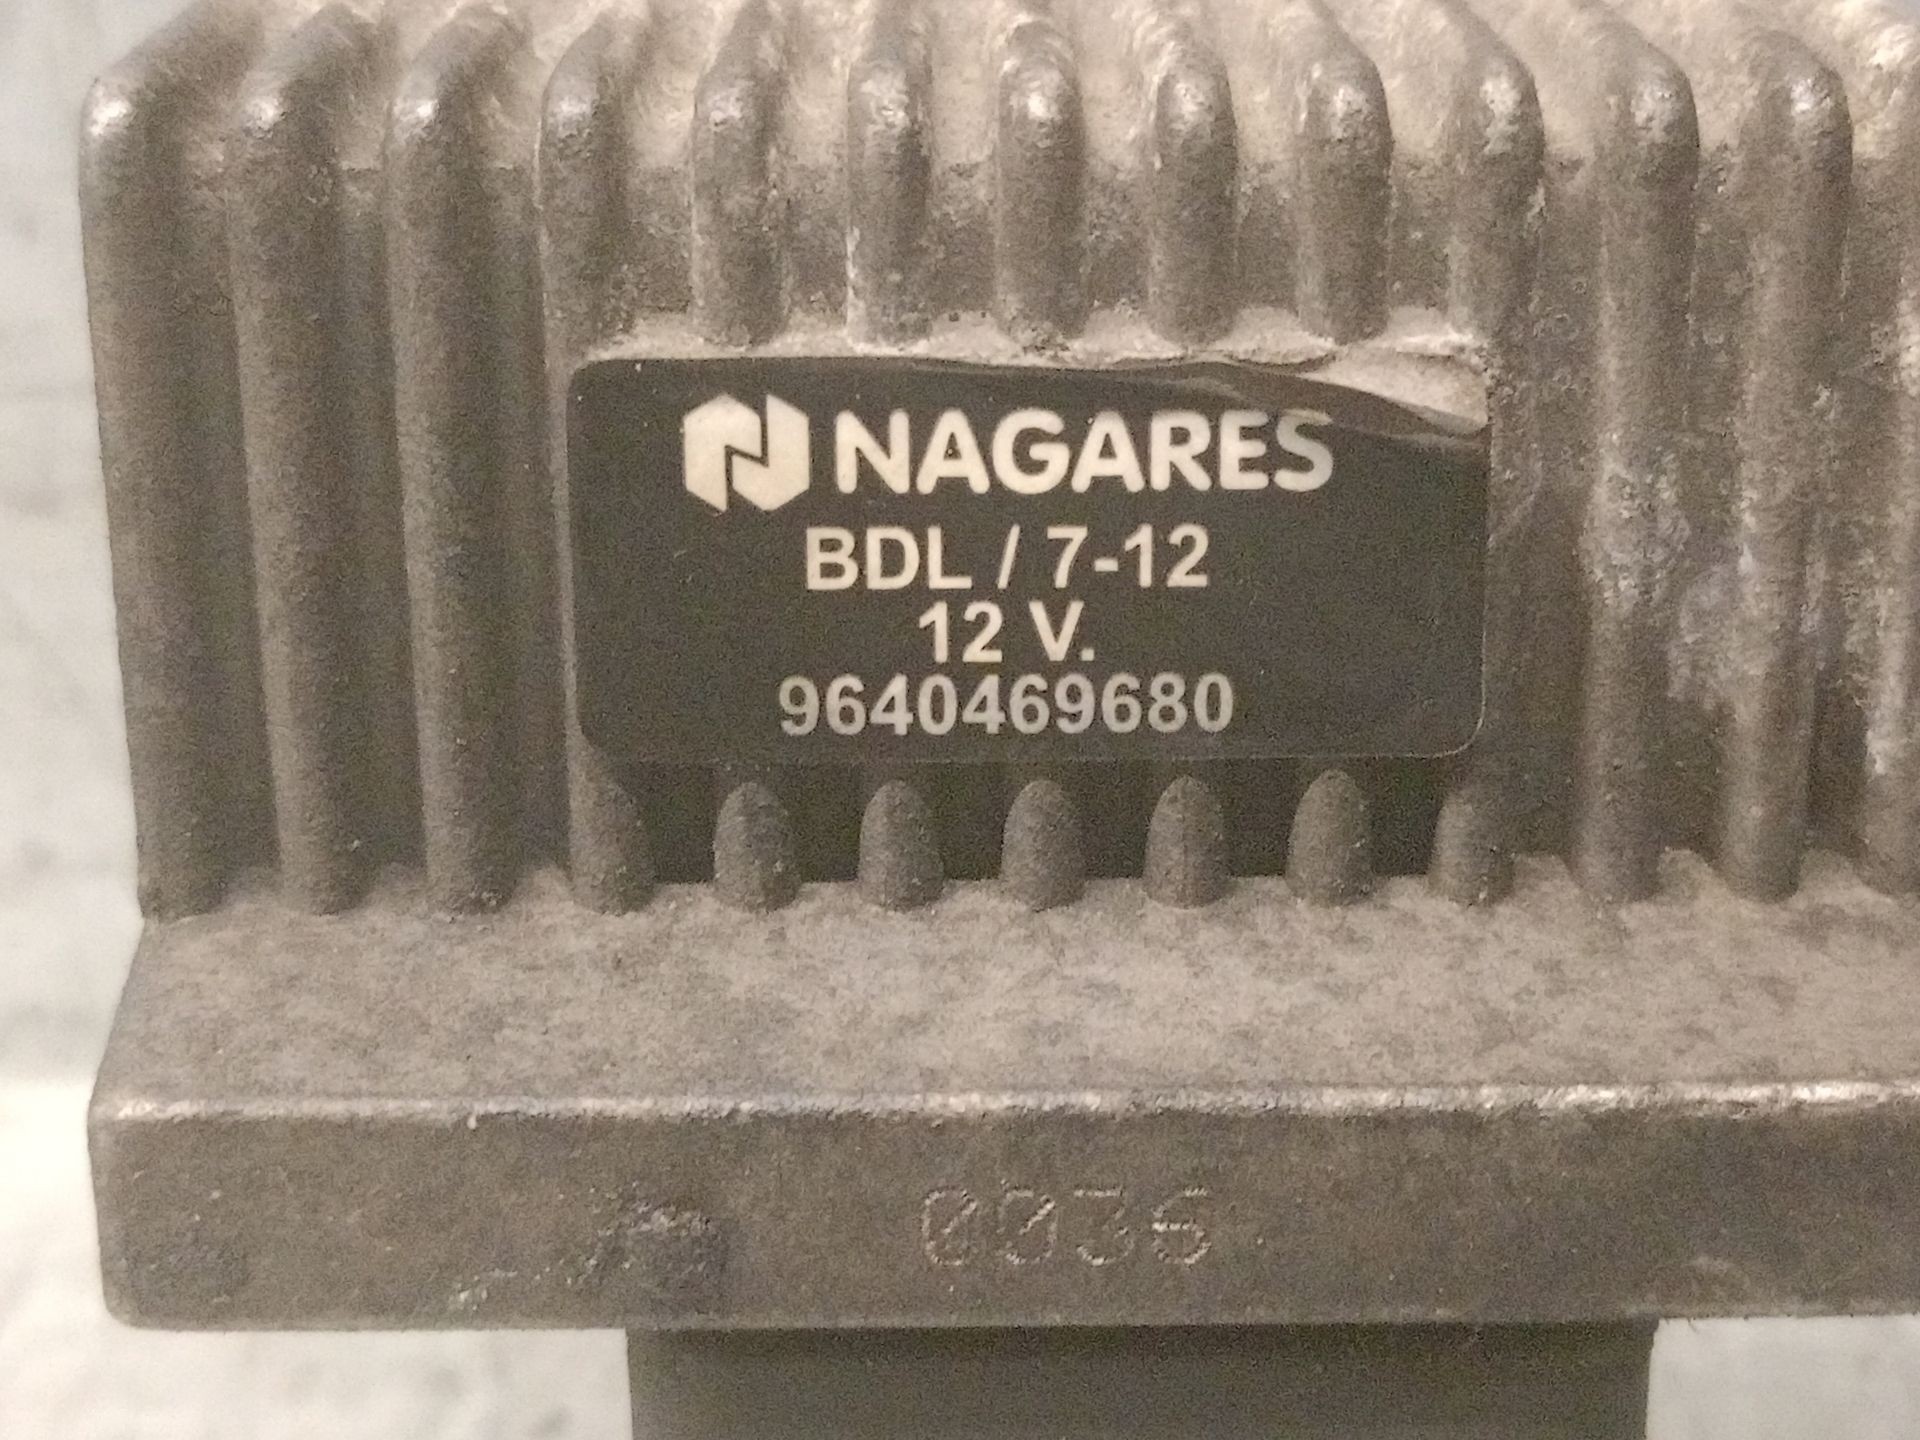 NAGARES
BDL / 7-12
12 V.
9640469680
0036